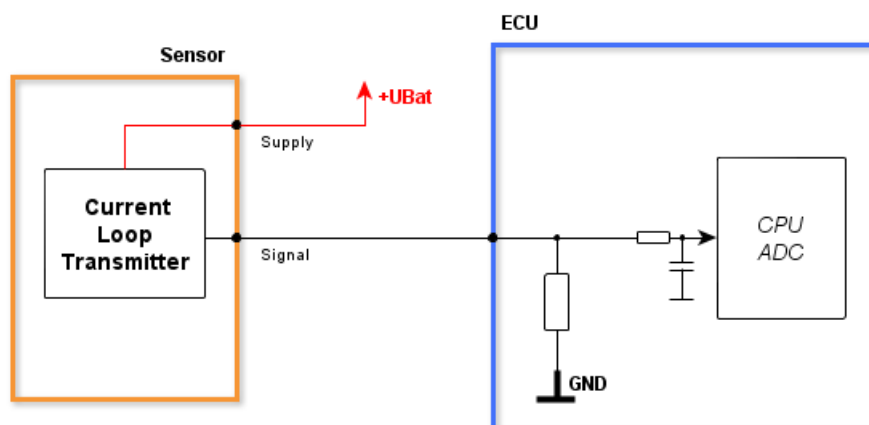 ECU
Sensor
+UBat
Supply
Current
Loop
Transmitter
Signal
CPU
ADC
GND